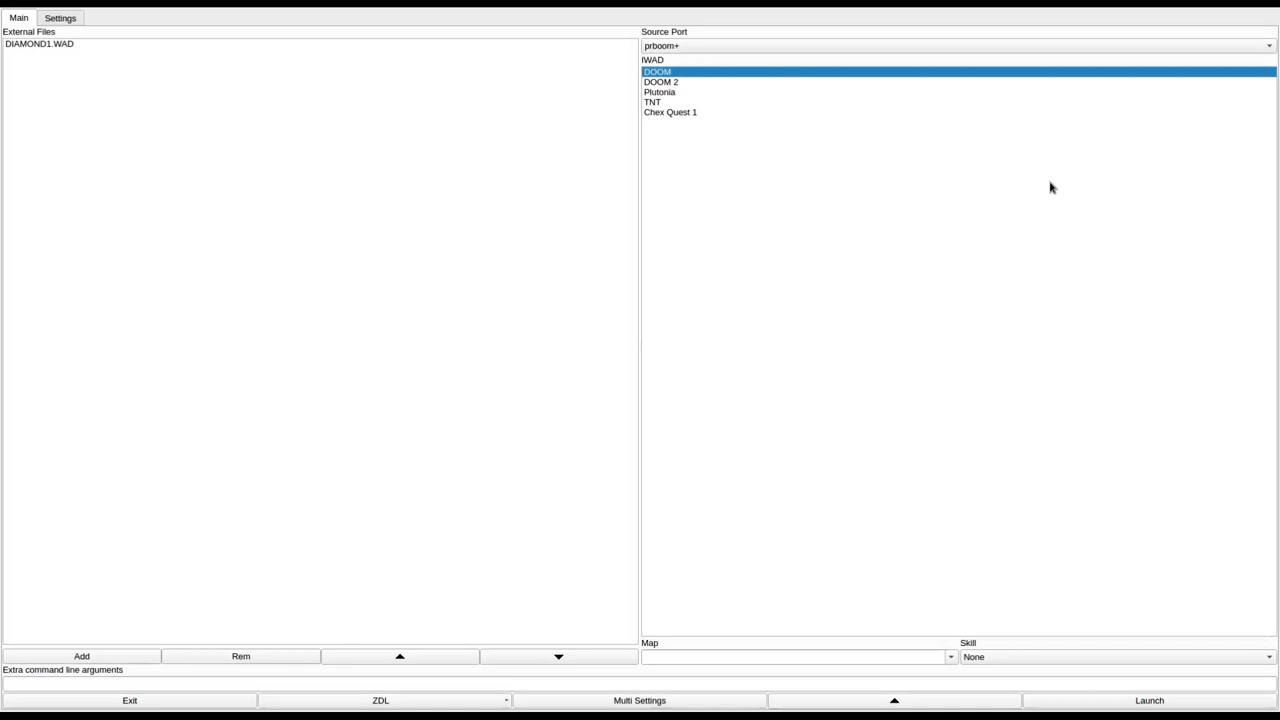 Main Settings
External Files
DIAMOND1.WAD
Source Port
prboom+
IWAD
DOOM
DOOM 2
Plutonia
TNT
Chex Quest 1
Map Skill
None
Add Rem
Extra command line arguments
Exit ZDL Multi Settings Launch